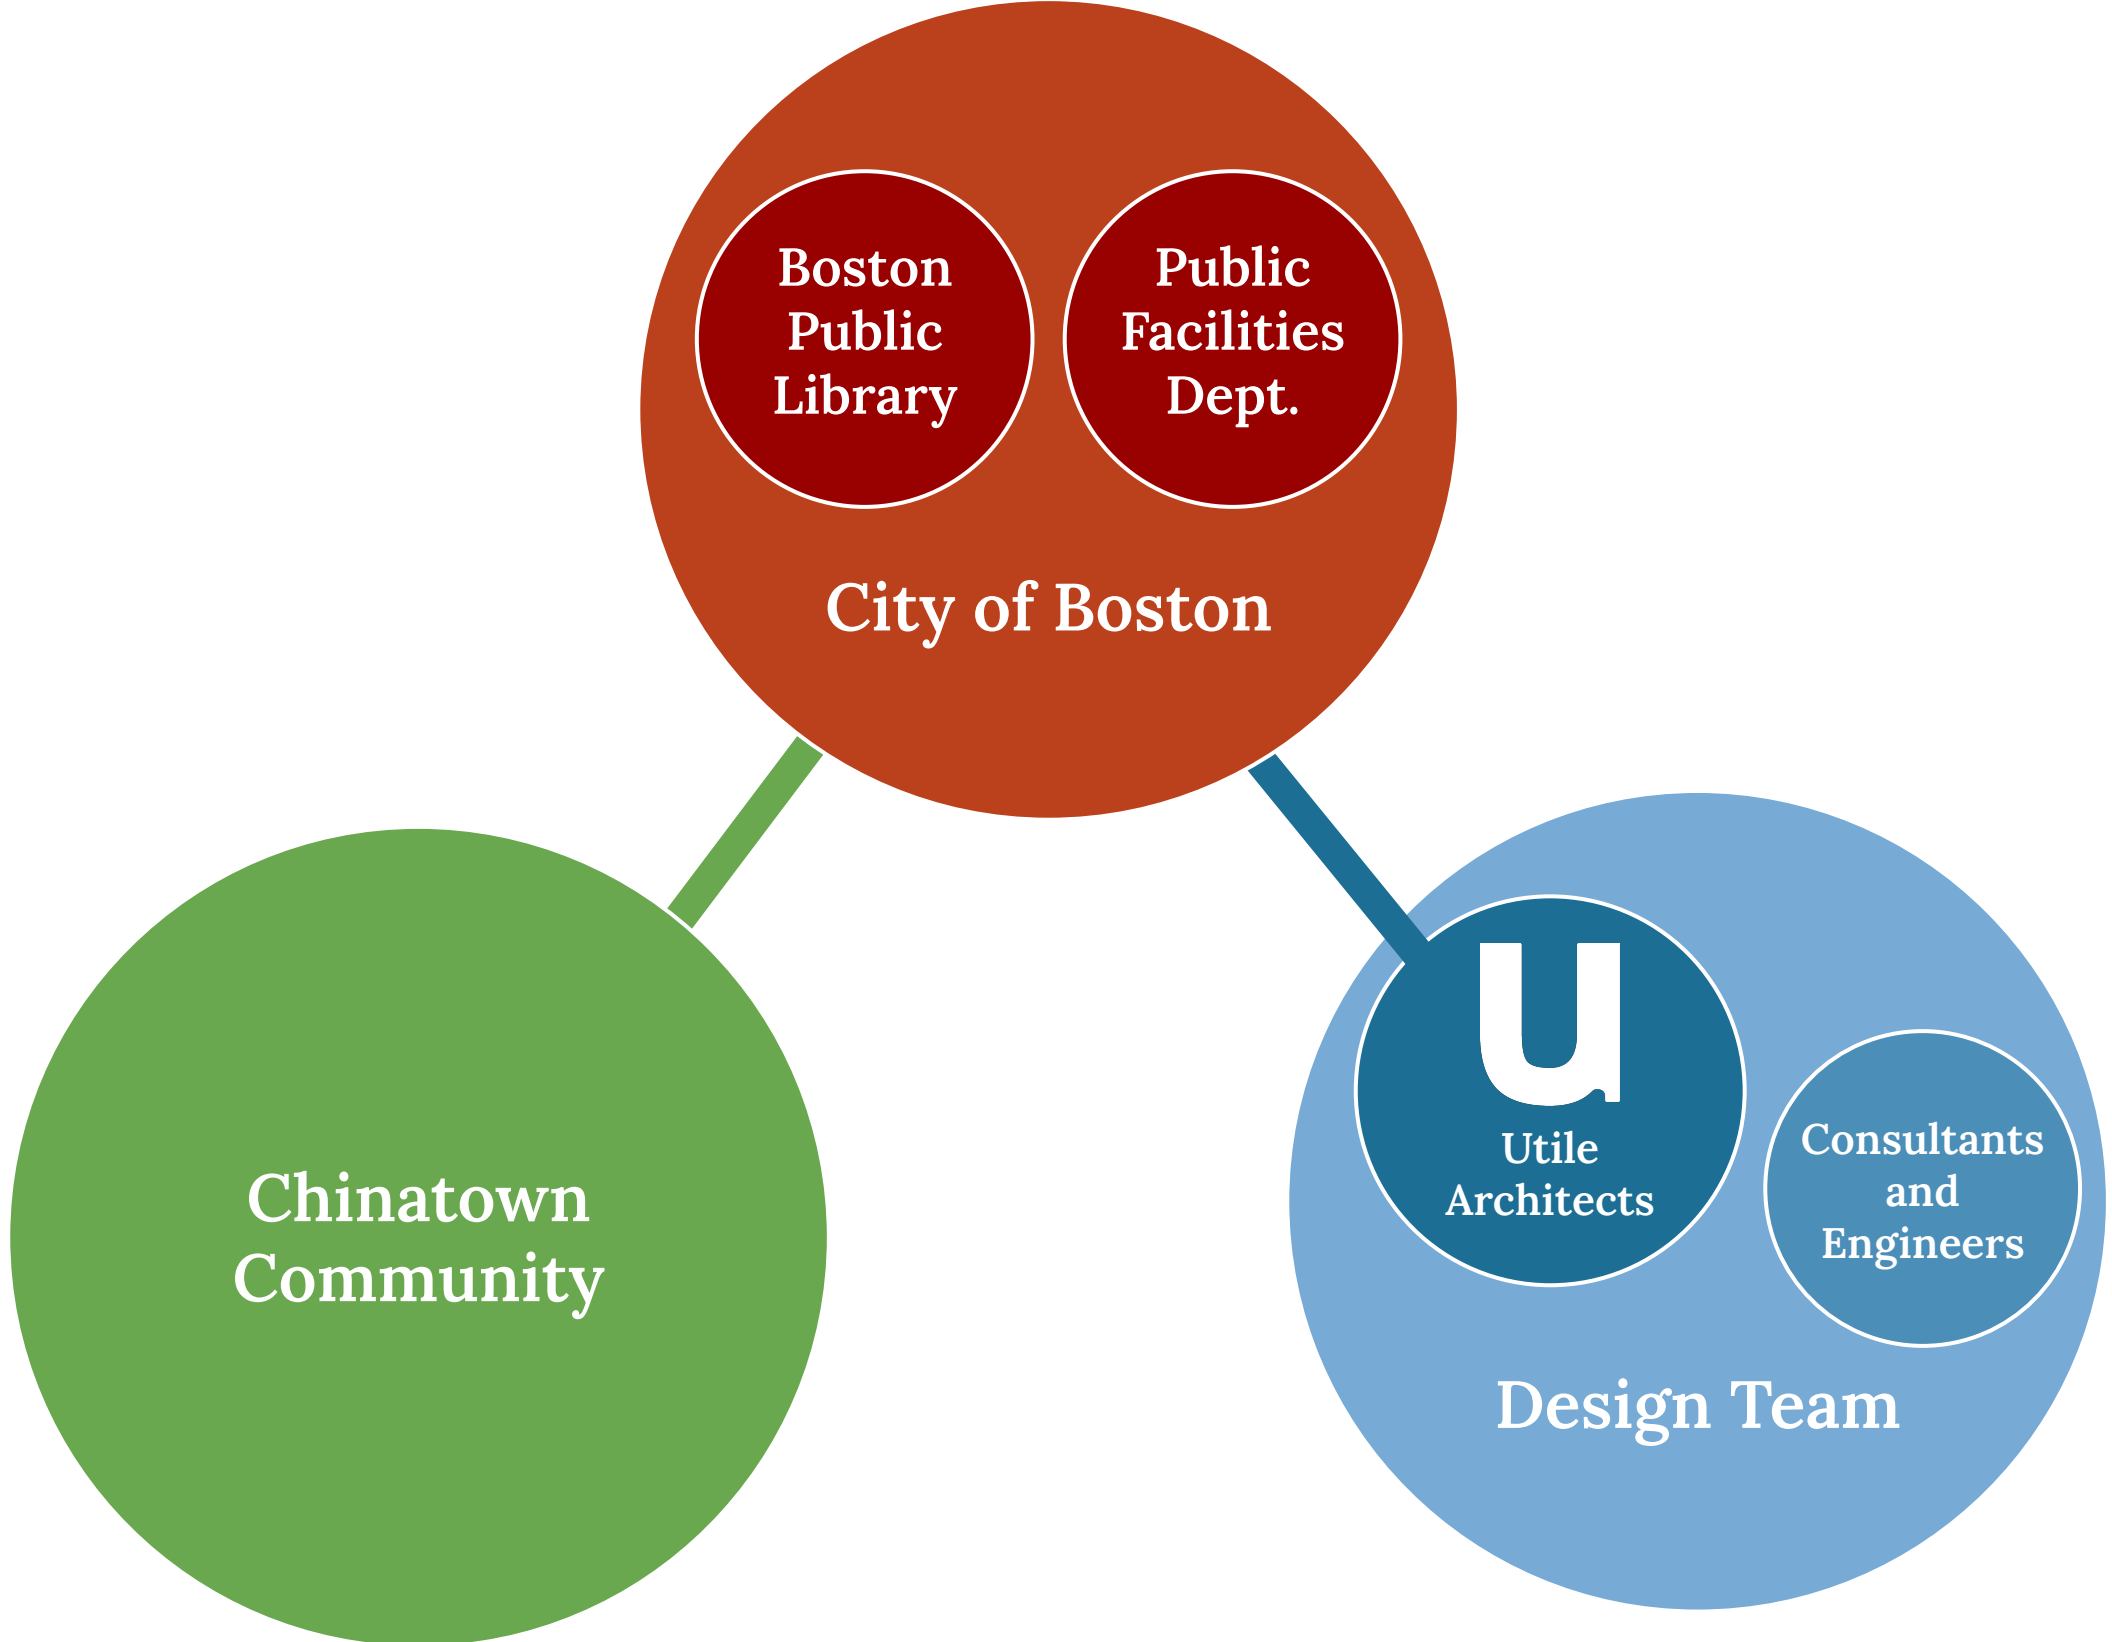 Boston
Public
Library
Public
Facilities
Dept.
City of Boston
Chinatown
Community
u
Utile
Architects
Consultants
and
Engineers
Design Team